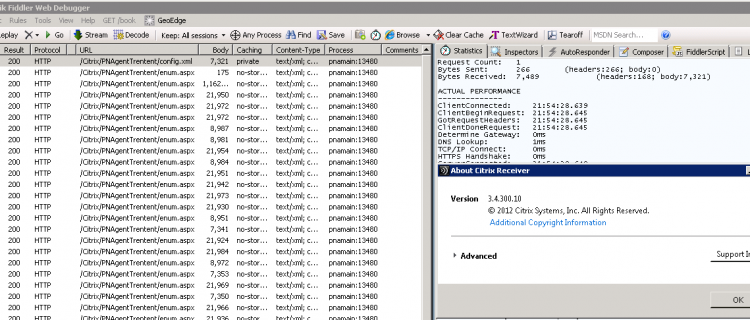 ik Fiddler Web Debugger
Rules Tools View Help GET /book GeoEdge
eplay Go Stream Decode Keep: All sessions Any Process Find Save Browse Clear Cache TextWizard Tearoff MSDN Search...
Result Protocol URL Body Caching Content-Type Process Comments
200 HTTP /Citrix/PNAgentTrentent/config.xml 7,321 private text/xml; c... pnamain:13480
200 HTTP /Citrix/PNAgentTrentent/enum.aspx 175 no-stor... text/xml; c... pnamain:13480
200 HTTP /Citrix/PNAgentTrentent/enum.aspx 1,162... no-stor... text/xml; c... pnamain:13480
200 HTTP /Citrix/PNAgentTrentent/enum.aspx 21,950 no-stor... text/xml; c... pnamain:13480
200 HTTP /Citrix/PNAgentTrentent/enum.aspx 21,972 no-stor... text/xml; c... pnamain:13480
200 HTTP /Citrix/PNAgentTrentent/enum.aspx 21,972 no-stor... text/xml; c... pnamain:13480
200 HTTP /Citrix/PNAgentTrentent/enum.aspx 8,987 no-stor... text/xml; c... pnamain:13480
200 HTTP /Citrix/PNAgentTrentent/enum.aspx 8,981 no-stor... text/xml; c... pnamain:13480
200 HTTP /Citrix/PNAgentTrentent/enum.aspx 21,954 no-stor... text/xml; c... pnamain:13480
200 HTTP /Citrix/PNAgentTrentent/enum.aspx 8,984 no-stor... text/xml; c... pnamain:13480
200 HTTP /Citrix/PNAgentTrentent/enum.aspx 21,951 no-stor... text/xml; c... pnamain:13480
200 HTTP /Citrix/PNAgentTrentent/enum.aspx 21,942 no-stor... text/xml; c... pnamain:13480
200 HTTP /Citrix/PNAgentTrentent/enum.aspx 21,973 no-stor... text/xml; c... pnamain:13480
200 HTTP /Citrix/PNAgentTrentent/enum.aspx 21,930 no-stor... text/xml; c... pnamain:13480
200 HTTP /Citrix/PNAgentTrentent/enum.aspx 8,951 no-stor... text/xml; c... pnamain:13480
200 HTTP /Citrix/PNAgentTrentent/enum.aspx 7,341 no-stor... text/xml; c... pnamain:13480
200 HTTP /Citrix/PNAgentTrentent/enum.aspx 21,924 no-stor... text/xml; c... pnamain:13480
200 HTTP /Citrix/PNAgentTrentent/enum.aspx 21,984 no-stor... text/xml; c... pnamain:13480
200 HTTP /Citrix/PNAgentTrentent/enum.aspx 8,972 no-stor... text/xml; c... pnamain:13480
200 HTTP /Citrix/PNAgentTrentent/enum.aspx 7,353 no-stor... text/xml; c... pnamain:13480
200 HTTP /Citrix/PNAgentTrentent/enum.aspx 21,969 no-stor... text/xml; c... pnamain:13480
200 HTTP /Citrix/PNAgentTrentent/enum.aspx 7,350 no-stor... text/xml; c... pnamain:13480
200 HTTP /Citrix/PNAgentTrentent/enum.aspx 21,966 no-stor... text/xml; c... pnamain:13480
200 HTTP /Citrix/PNAgentTrentent/enum.aspx 21,936 no-stor... text/xml; c... pnamain:13480
Statistics Inspectors AutoResponder Composer FiddlerScript
Request Count: 1
Bytes Sent: 266 (headers:266; body:0)
Bytes Received: 7,489 (headers:168; body:7,321)
ACTUAL PERFORMANCE
--------------
ClientConnected: 21:54:28.639
ClientBeginRequest: 21:54:28.645
GotRequestHeaders: 21:54:28.645
ClientDoneRequest: 21:54:28.645
Determine Gateway: 0ms
DNS Lookup: 1ms
TCP/IP Connect: 0ms
HTTPS Handshake: 0ms
About Citrix Receiver
Version 3.4.300.10
© 2012 Citrix Systems, Inc. All Rights Reserved.
Additional Copyright Information
Advanced
Support In
OK